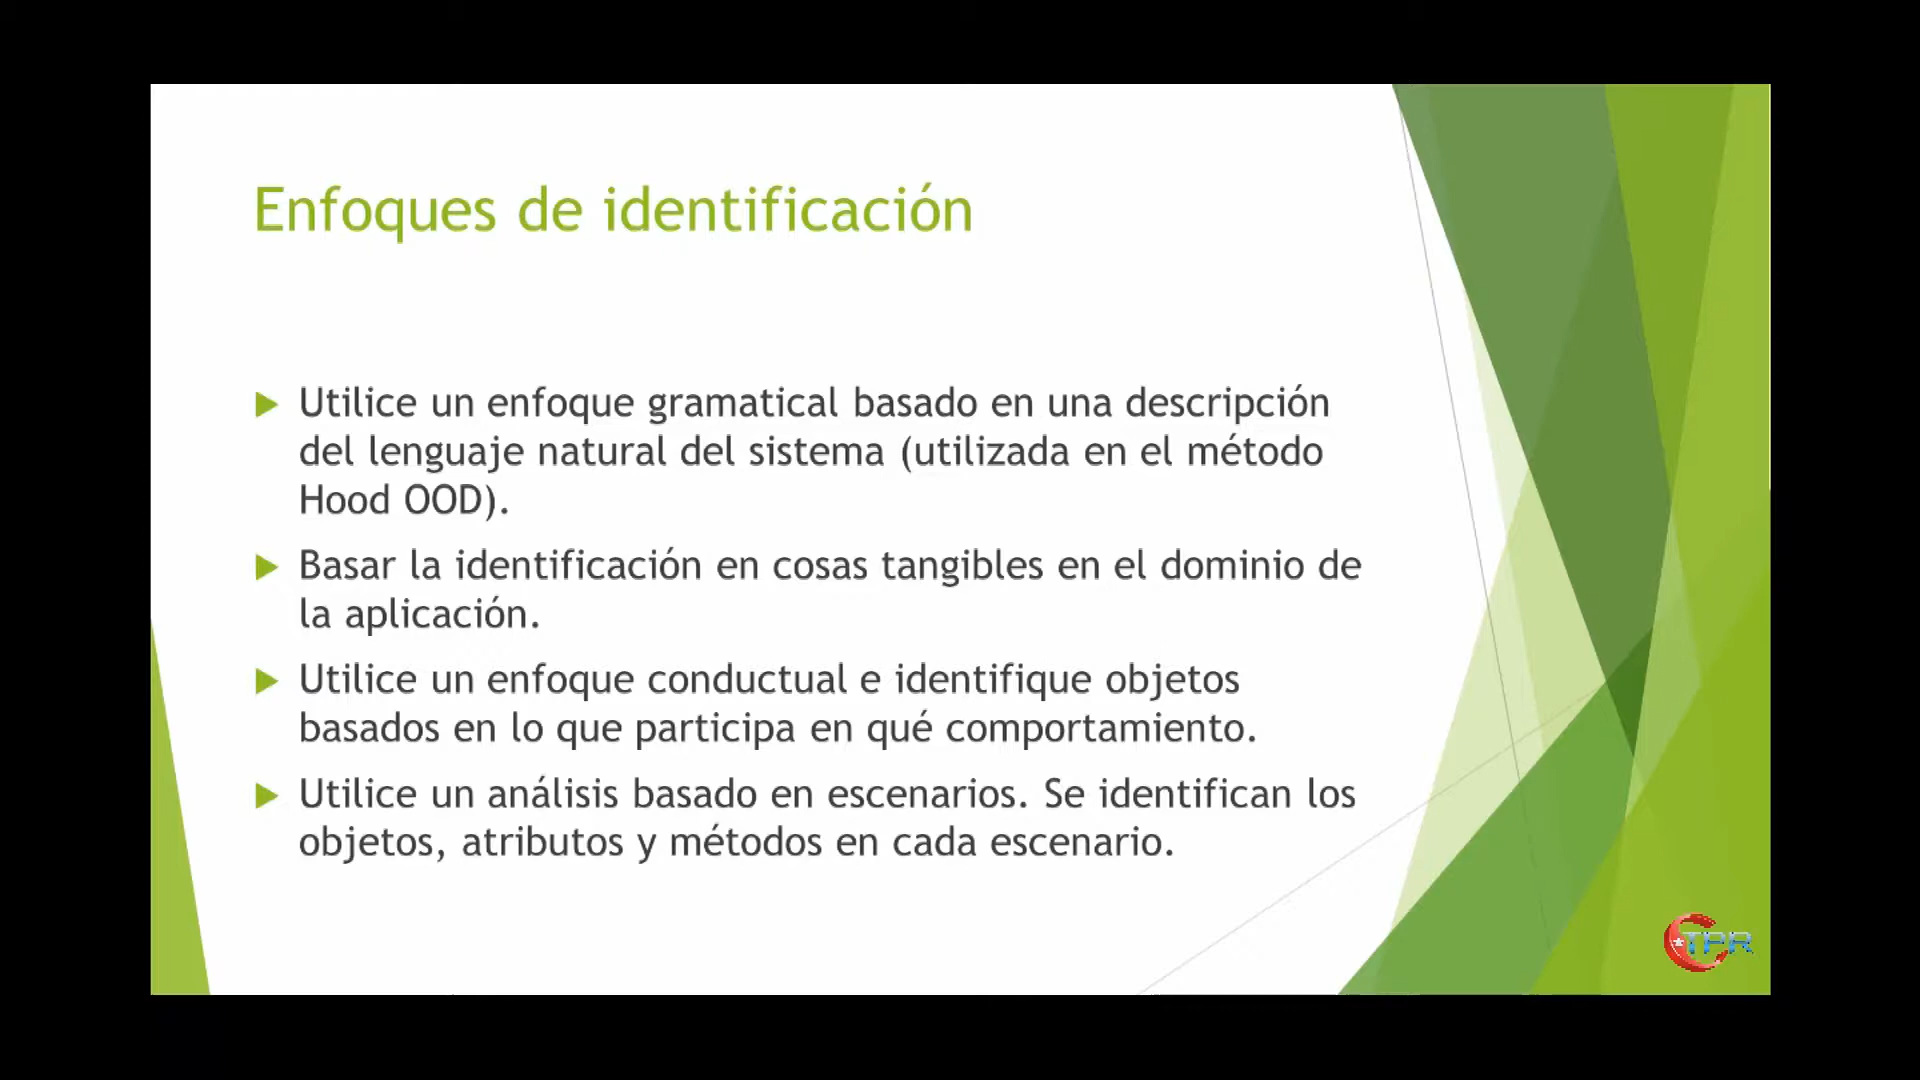 Enfoques de identificación
Utilice un enfoque gramatical basado en una descripción
del lenguaje natural del sistema (utilizada en el método
Hood OOD).
Basar la identificación en cosas tangibles en el dominio de
la aplicación.
Utilice un enfoque conductual e identifique objetos
basados en lo que participa en qué comportamiento.
Utilice un análisis basado en escenarios. Se identifican los
objetos, atributos y métodos en cada escenario.
CTPR